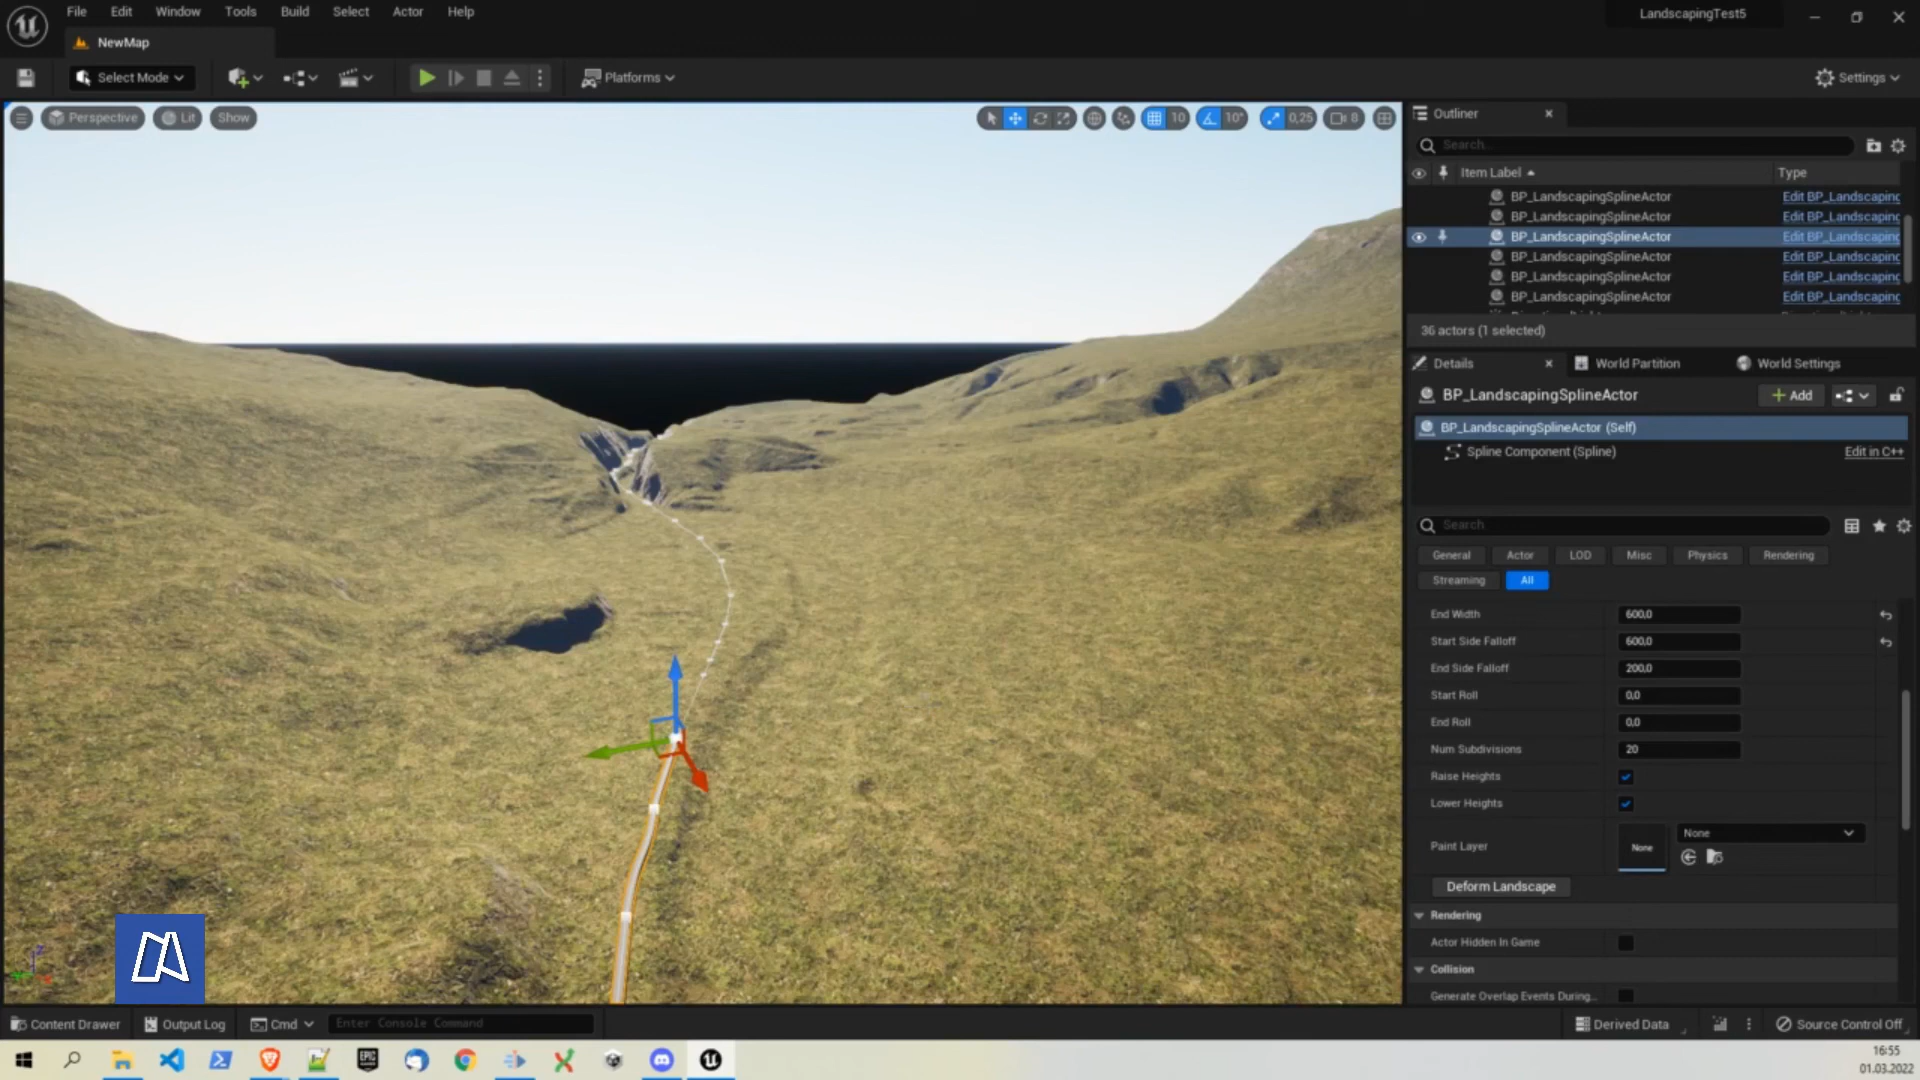 File Edit Window Tools Build Select Actor Help
LandscapingTest5
NewMap
Select Mode
Platforms
Settings
Perspective Lit Show
10 10° 0,25 8
Outliner
Search...
Item Label Type
BP_LandscapingSplineActor Edit BP_Landscaping
BP_LandscapingSplineActor Edit BP_Landscaping
BP_LandscapingSplineActor Edit BP_Landscaping
BP_LandscapingSplineActor Edit BP_Landscaping
BP_LandscapingSplineActor Edit BP_Landscaping
BP_LandscapingSplineActor Edit BP_Landscaping
36 actors (1 selected)
Details World Partition World Settings
BP_LandscapingSplineActor Add
BP_LandscapingSplineActor (Self)
Spline Component (Spline) Edit in C++
Search
General Actor LOD Misc Physics Rendering
Streaming All
End Width 600,0
Start Side Falloff 600,0
End Side Falloff 200,0
Start Roll 0,0
End Roll 0,0
Num Subdivisions 20
Raise Heights
Lower Heights
Paint Layer None None
Deform Landscape
Rendering
Actor Hidden In Game
Collision
Generate Overlap Events During...
Content Drawer Output Log Cmd Enter Console Command
Derived Data Source Control Off
EPIC
16:55
01.03.2022